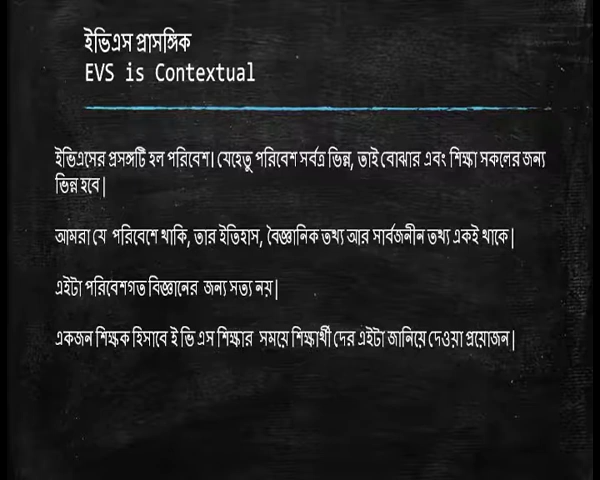 ইভিএস প্রাসঙ্গিক
EVS is Contextual
ইভিএসের প্রসঙ্গটি হল পরিবেশ। যেহেতু পরিবেশ সর্বত্র ভিন্ন, তাই বোঝার এবং শিক্ষা সকলের জন্য
ভিন্ন হবে|
আমরা যে পরিবেশে থাকি, তার ইতিহাস, বৈজ্ঞানিক তথ্য আর সার্বজনীন তথ্য একই থাকে|
এইটা পরিবেশগত বিজ্ঞানের জন্য সত্য নয়|
একজন শিক্ষক হিসাবে ই ভি এস শিক্ষার সময়ে শিক্ষার্থী দের এইটা জানিয়ে দেওয়া প্রয়োজন|